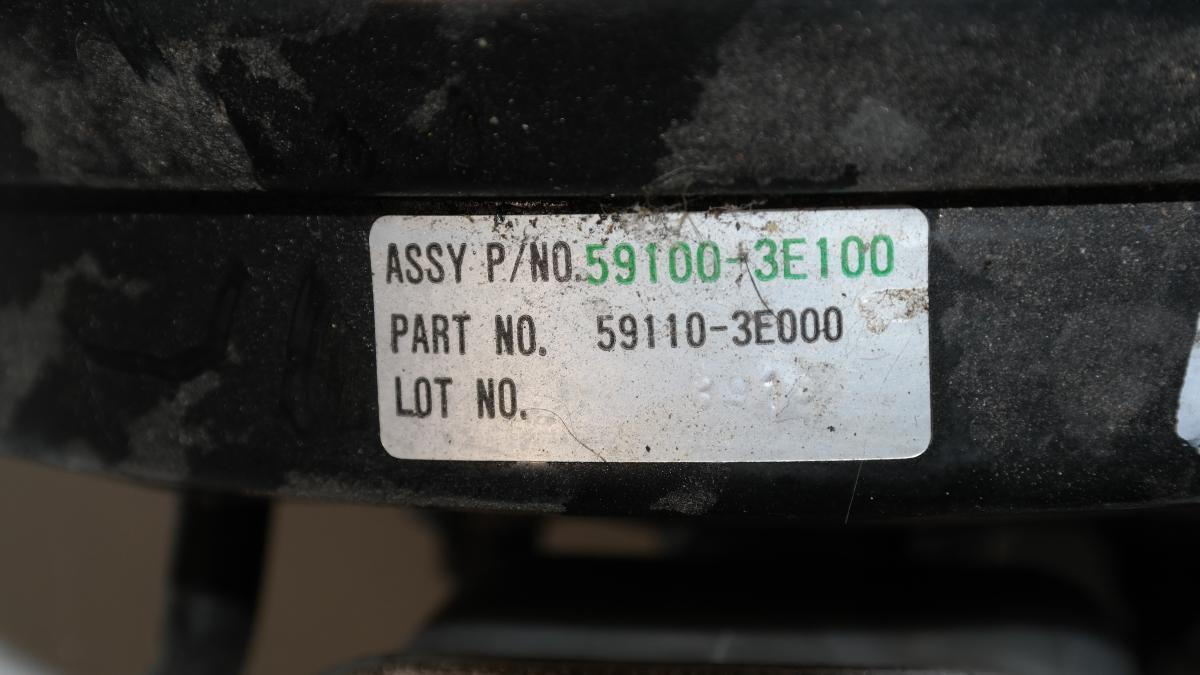 ASSY P/NO.59100-3E100
PART NO. 59110-3E000
LOT NO.